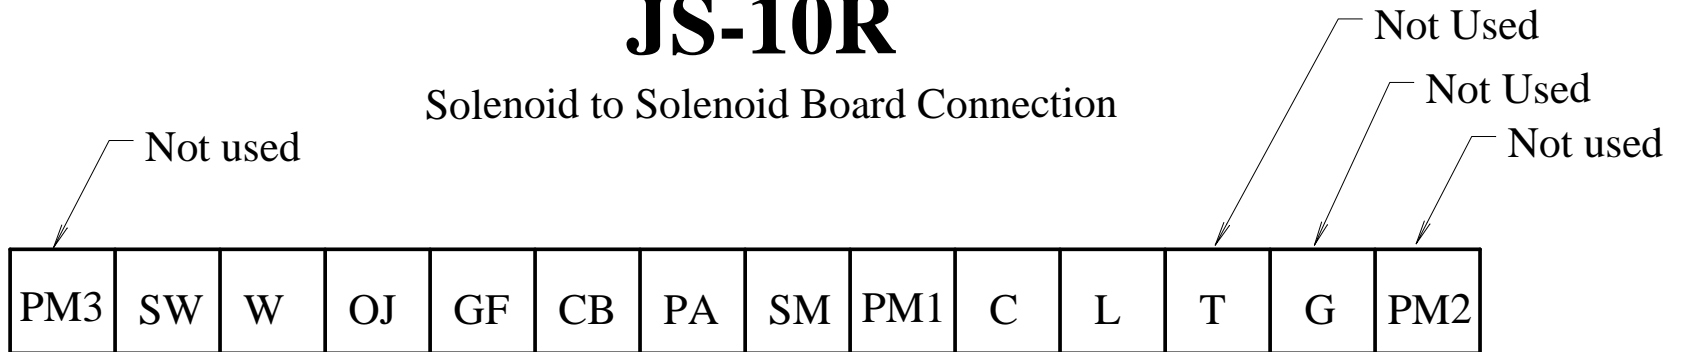 JS-10R
Not Used
Solenoid to Solenoid Board Connection
Not Used
Not used
Not used
PM3 SW W OJ GF CB PA SM PM1 C L T G PM2